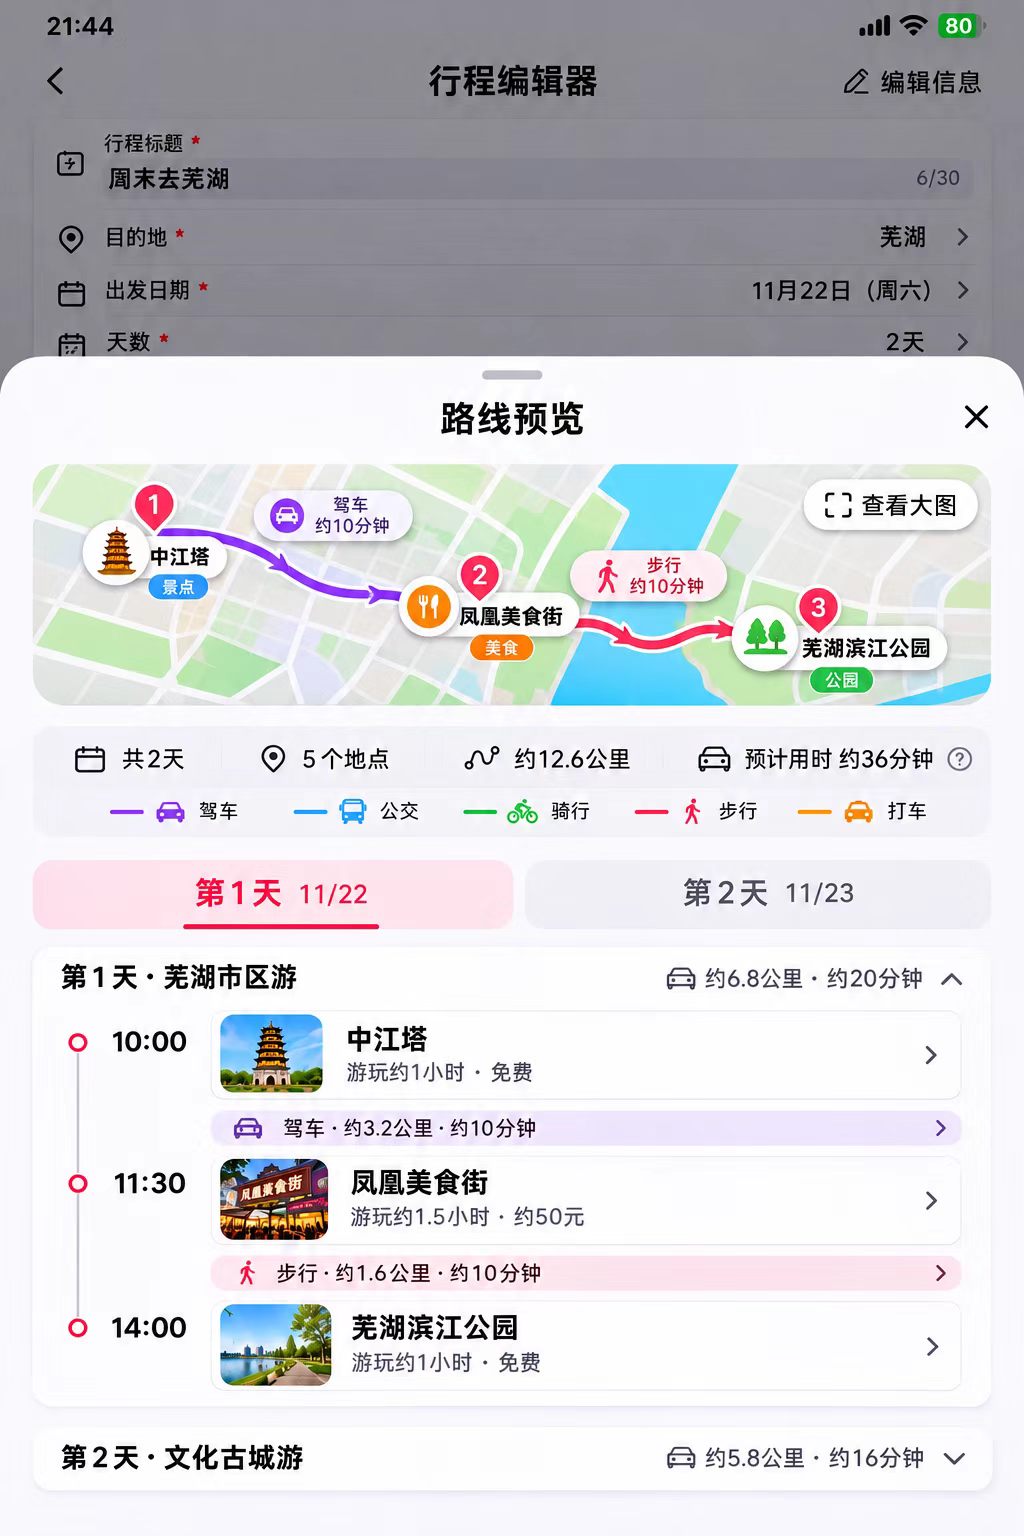 21:44
80
行程编辑器
编辑信息
行程标题 *
周末去芜湖
6/30
目的地 *
芜湖
出发日期 *
11月22日（周六）
天数 *
2天
路线预览
查看大图
1
中江塔
景点
驾车
约10分钟
2
凤凰美食街
美食
步行
约10分钟
3
芜湖滨江公园
公园
共2天
5个地点
约12.6公里
预计用时 约36分钟
?
驾车
公交
骑行
步行
打车
第1天 11/22
第2天 11/23
第1天·芜湖市区游
约6.8公里·约20分钟
10:00
中江塔
游玩约1小时·免费
驾车·约3.2公里·约10分钟
11:30
凤凰美食街
凤凰美食街
游玩约1.5小时·约50元
步行·约1.6公里·约10分钟
14:00
芜湖滨江公园
游玩约1小时·免费
第2天·文化古城游
约5.8公里·约16分钟